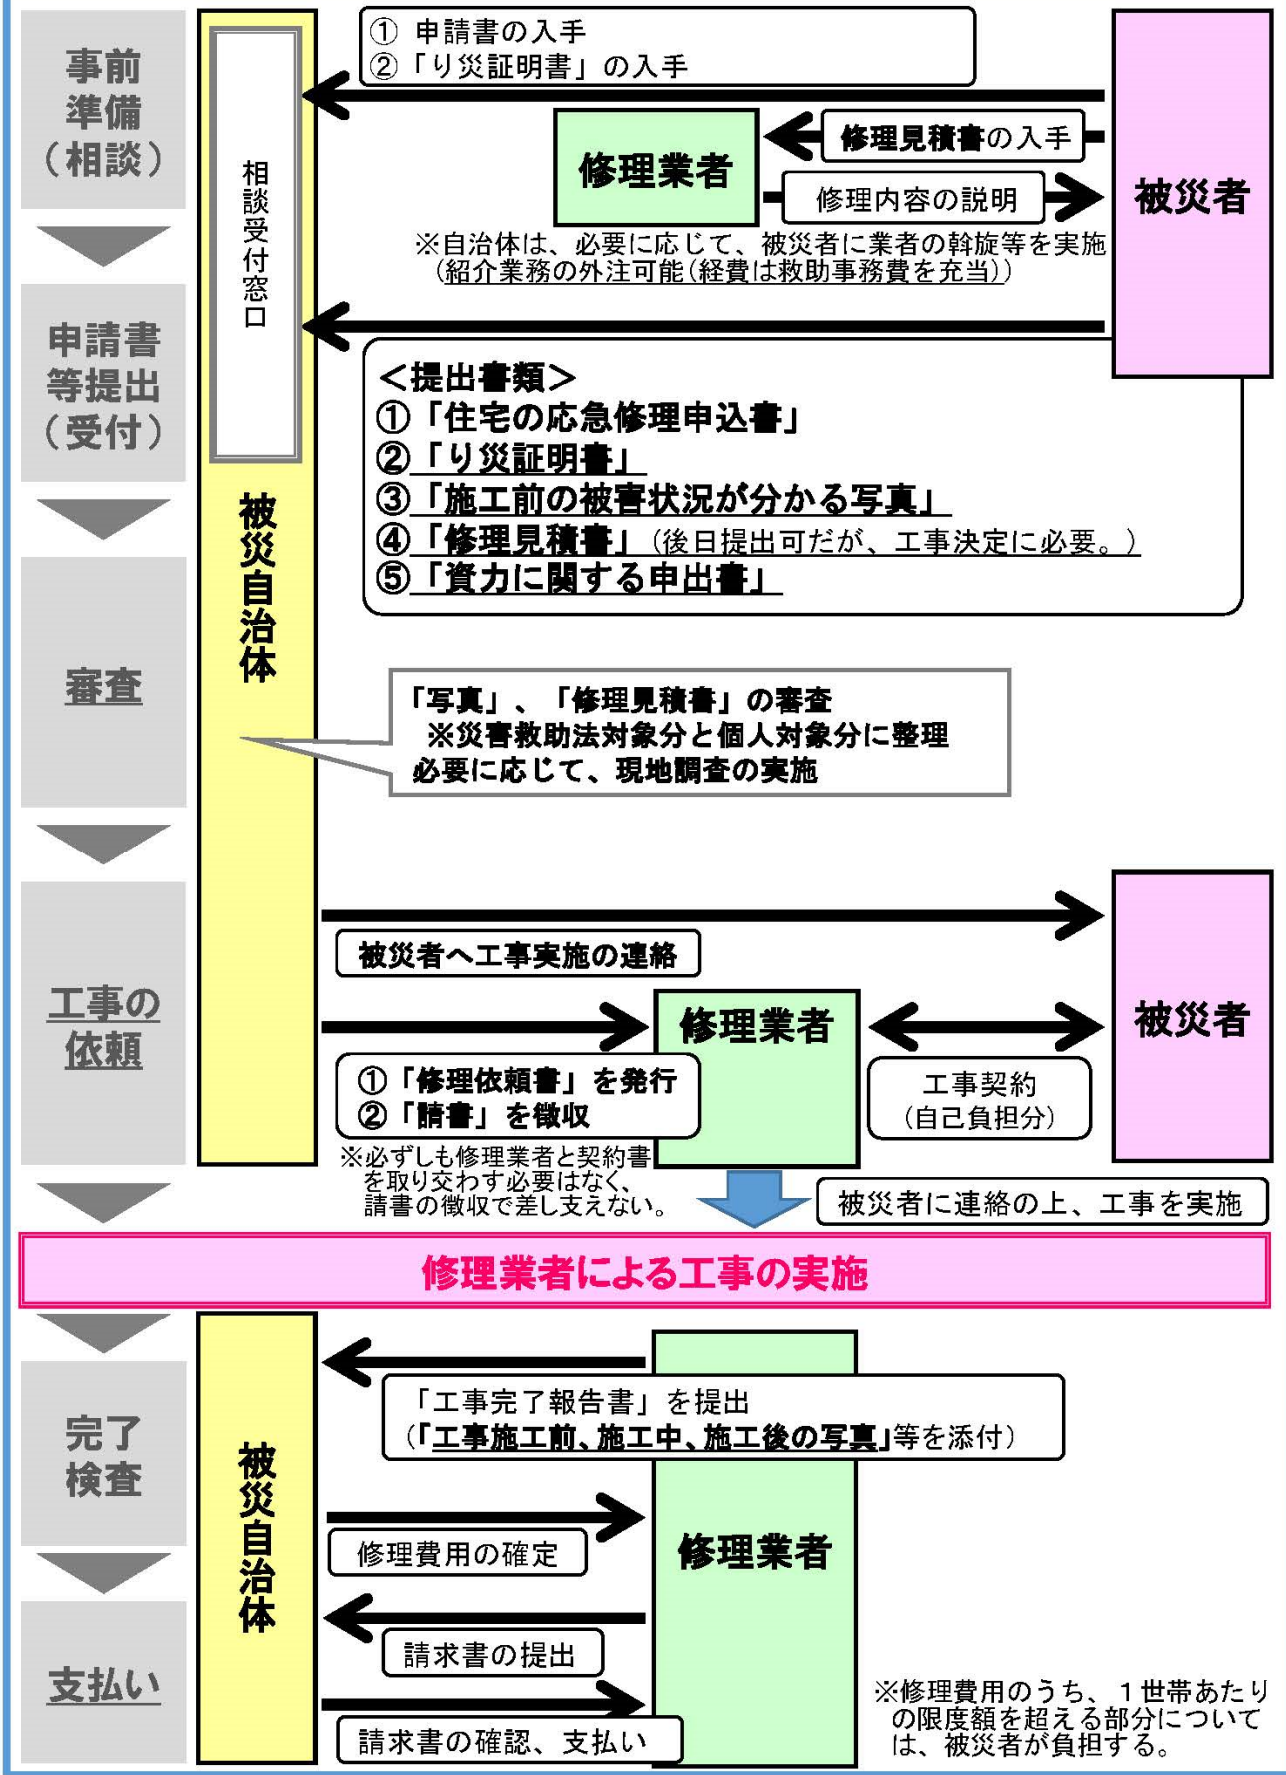 事前
準備
（相談）
① 申請書の入手
②「り災証明書」の入手
相談受付窓口
修理業者
修理見積書の入手
修理内容の説明
被災者
※自治体は、必要に応じて、被災者に業者の斡旋等を実施
（紹介業務の外注可能（経費は救助事務費を充当））
申請書
等提出
（受付）
＜提出書類＞
①「住宅の応急修理申込書」
②「り災証明書」
③「施工前の被害状況が分かる写真」
④「修理見積書」（後日提出可だが、工事決定に必要。）
⑤「資力に関する申出書」
被災自治体
審査
「写真」、「修理見積書」の審査
※災害救助法対象分と個人対象分に整理
必要に応じて、現地調査の実施
工事の
依頼
被災者へ工事実施の連絡
修理業者
被災者
①「修理依頼書」を発行
②「請書」を徴収
工事契約
（自己負担分）
※必ずしも修理業者と契約書
を取り交わす必要はなく、
請書の徴収で差し支えない。
被災者に連絡の上、工事を実施
修理業者による工事の実施
完了
検査
「工事完了報告書」を提出
（「工事施工前、施工中、施工後の写真」等を添付）
被災自治体
修理費用の確定
修理業者
支払い
請求書の提出
請求書の確認、支払い
※修理費用のうち、１世帯あたり
の限度額を超える部分について
は、被災者が負担する。